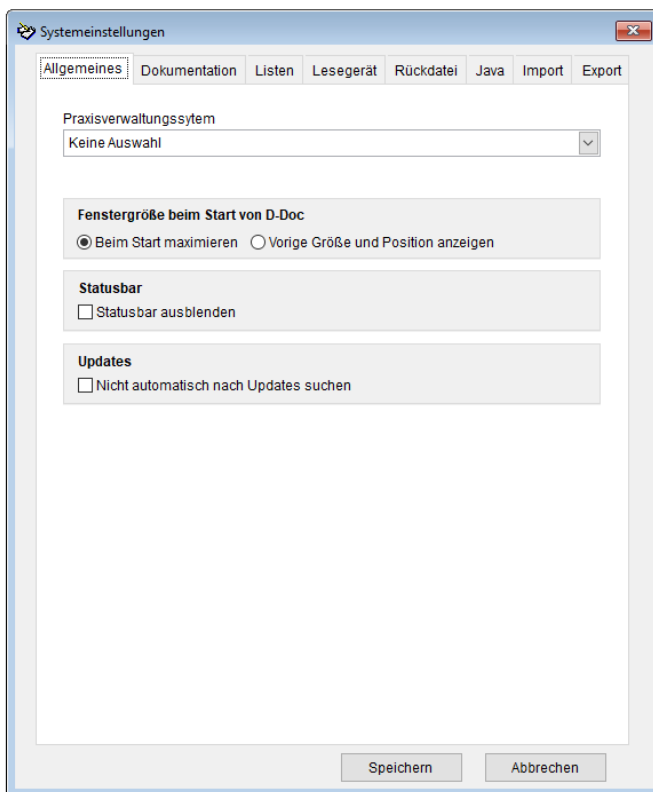 Systemeinstellungen
Allgemeines Dokumentation Listen Lesegerät Rückdatei Java Import Export
Praxisverwaltungssytem
Keine Auswahl
Fenstergröße beim Start von D-Doc
Beim Start maximieren Vorige Größe und Position anzeigen
Statusbar
Statusbar ausblenden
Updates
Nicht automatisch nach Updates suchen
Speichern Abbrechen